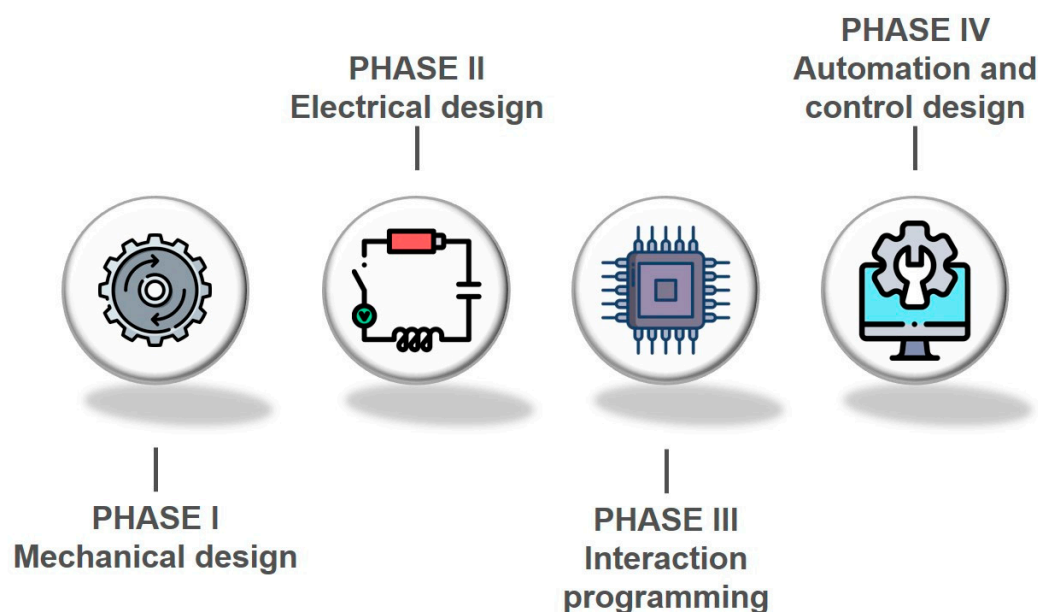 PHASE I
Mechanical design
PHASE II
Electrical design
PHASE III
Interaction
programming
PHASE IV
Automation and
control design